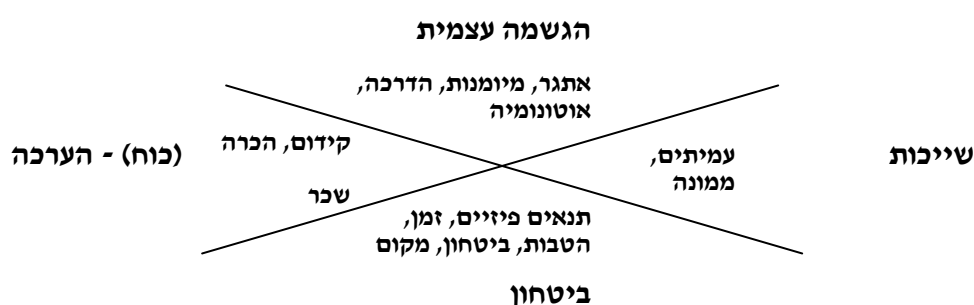 הגשמה עצמית
אתגר, מיומנות, הדרכה,
אוטונומיה
שייכות
עמיתים,
ממונה
קידום, הכרה
שכר
(כוח) - הערכה
תנאים פיזיים, זמן,
הטבות, ביטחון, מקום
ביטחון